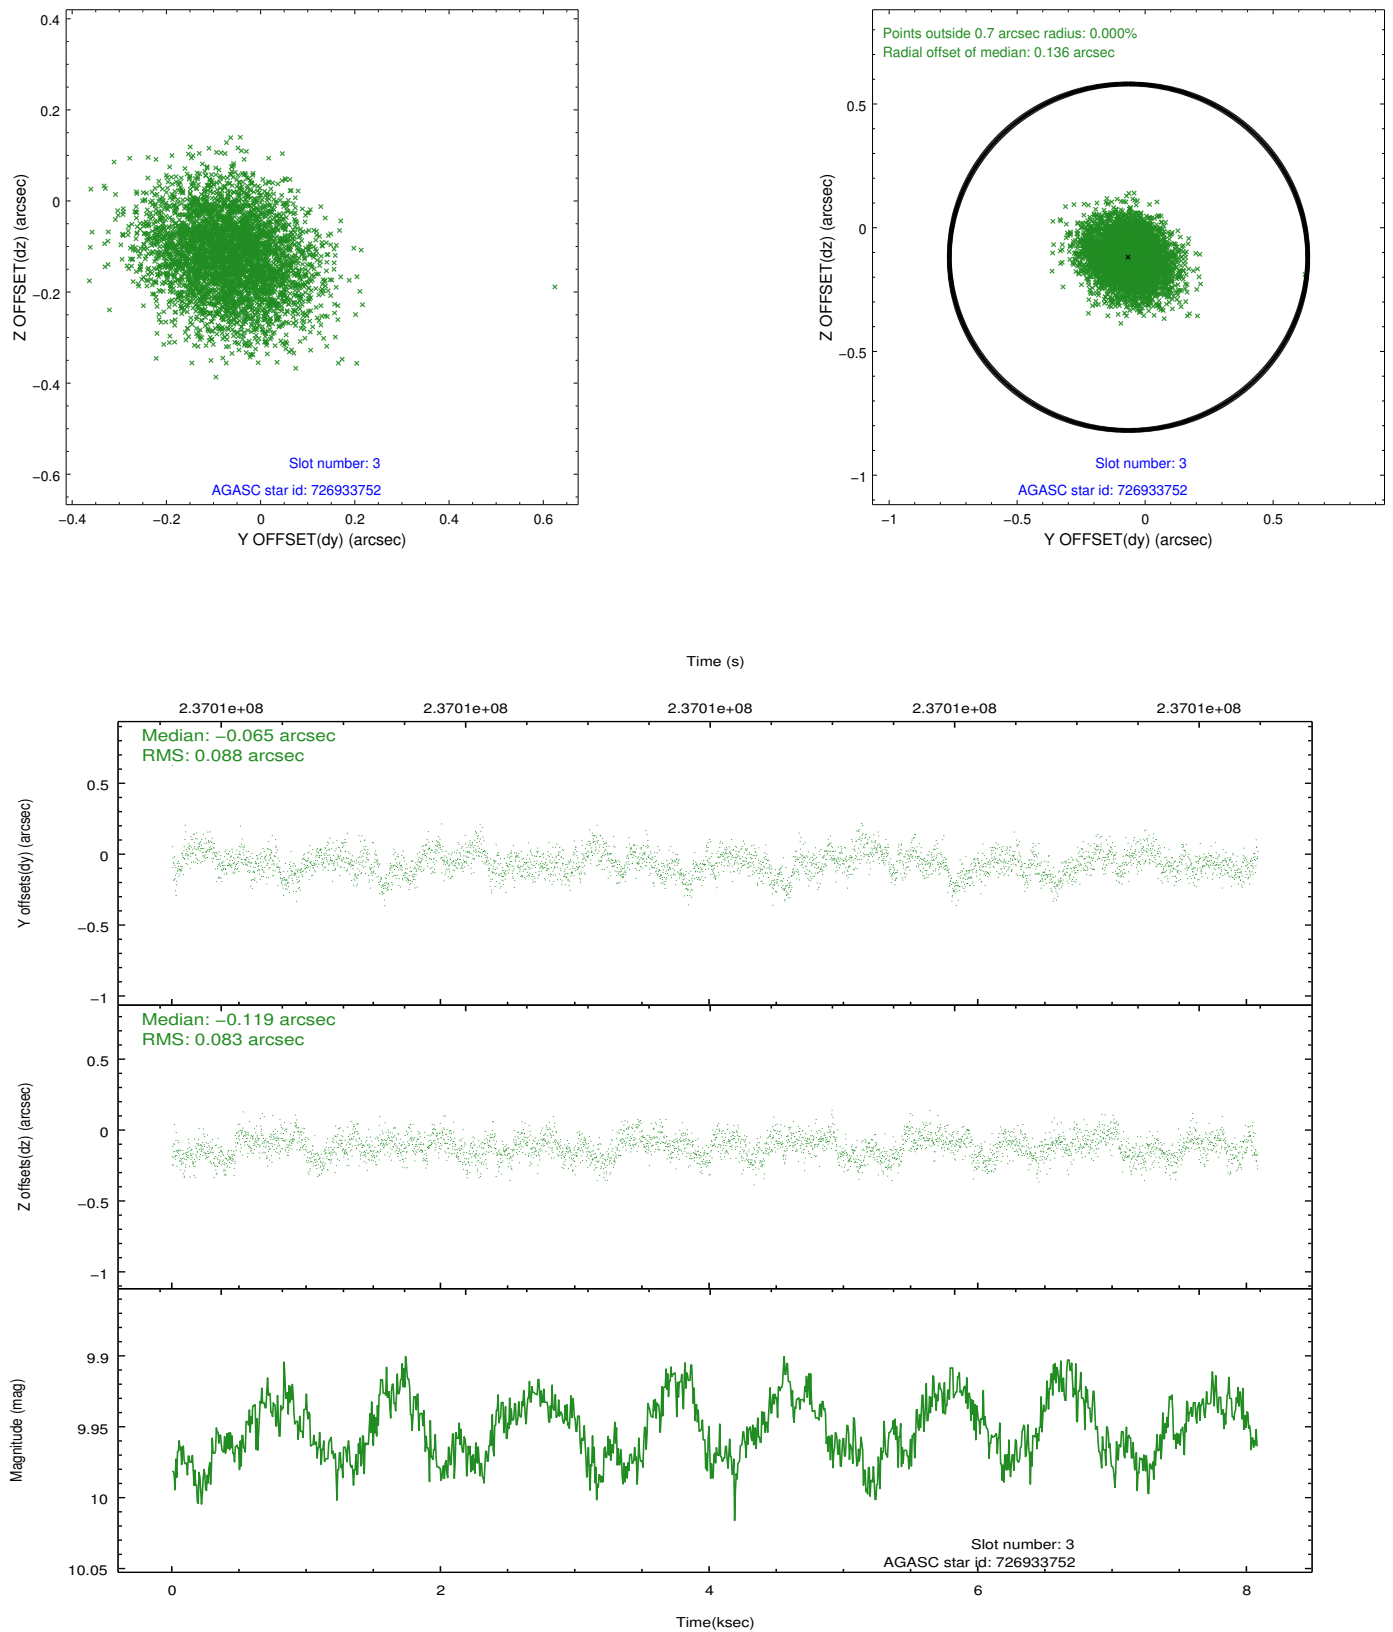 0.4
0.2
0
−0.2
−0.4
−0.6
Z OFFSET(dz) (arcsec)
Slot number: 3
AGASC star id: 726933752
−0.4 −0.2 0 0.2 0.4 0.6
Y OFFSET(dy) (arcsec)
Points outside 0.7 arcsec radius: 0.000%
Radial offset of median: 0.136 arcsec
0.5
0
−0.5
−1
Z OFFSET(dz) (arcsec)
Slot number: 3
AGASC star id: 726933752
−1 −0.5 0 0.5
Y OFFSET(dy) (arcsec)
Time (s)
2.3701e+08 2.3701e+08 2.3701e+08 2.3701e+08 2.3701e+08
Median: −0.065 arcsec
RMS: 0.088 arcsec
0.5
0
−0.5
−1
Y offsets(dy) (arcsec)
Median: −0.119 arcsec
RMS: 0.083 arcsec
0.5
0
−0.5
−1
Z offsets(dz) (arcsec)
9.9
9.95
10
10.05
Magnitude (mag)
Slot number: 3
AGASC star id: 726933752
0 2 4 6 8
Time(ksec)